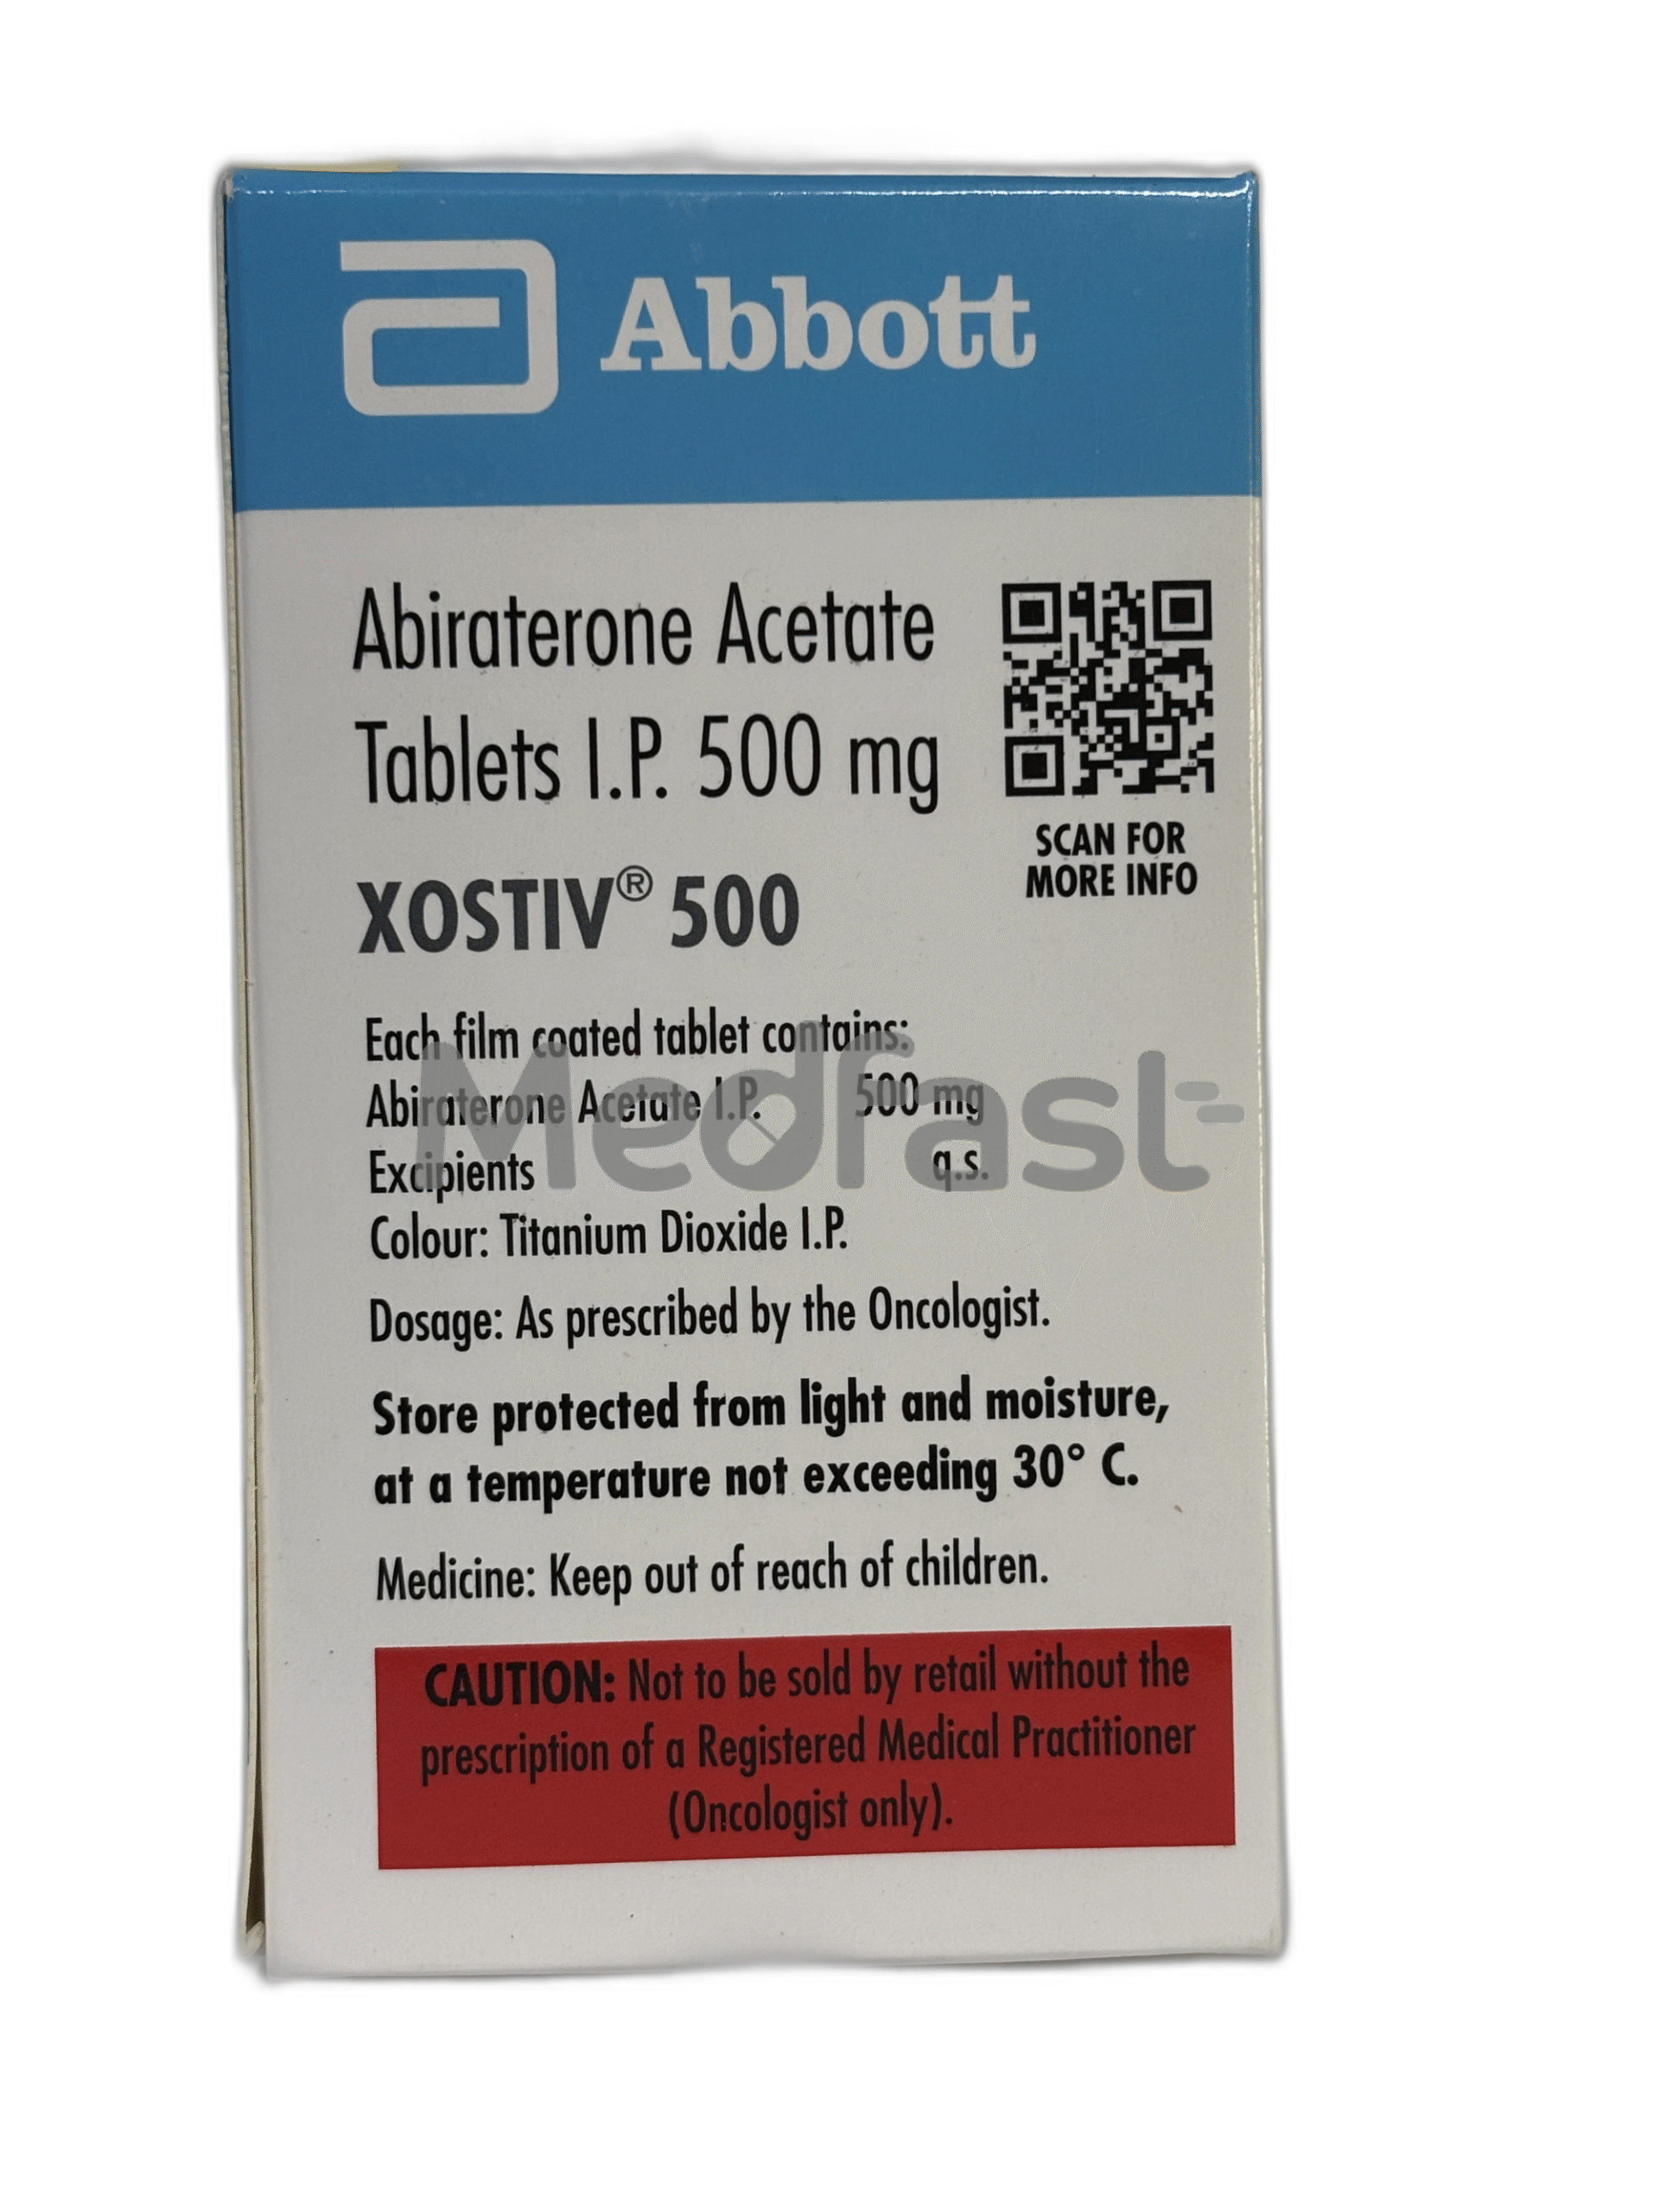 Abbott
Abiraterone Acetate
Tablets I.P. 500 mg
SCAN FOR
MORE INFO
XOSTIV® 500
Each film coated tablet contains:
Abiraterone Acetate I.P. 500 mg
Excipients q.s.
Medfast
Colour: Titanium Dioxide I.P.
Dosage: As prescribed by the Oncologist.
Store protected from light and moisture,
at a temperature not exceeding 30° C.
Medicine: Keep out of reach of children.
CAUTION: Not to be sold by retail without the
prescription of a Registered Medical Practitioner
(Oncologist only).